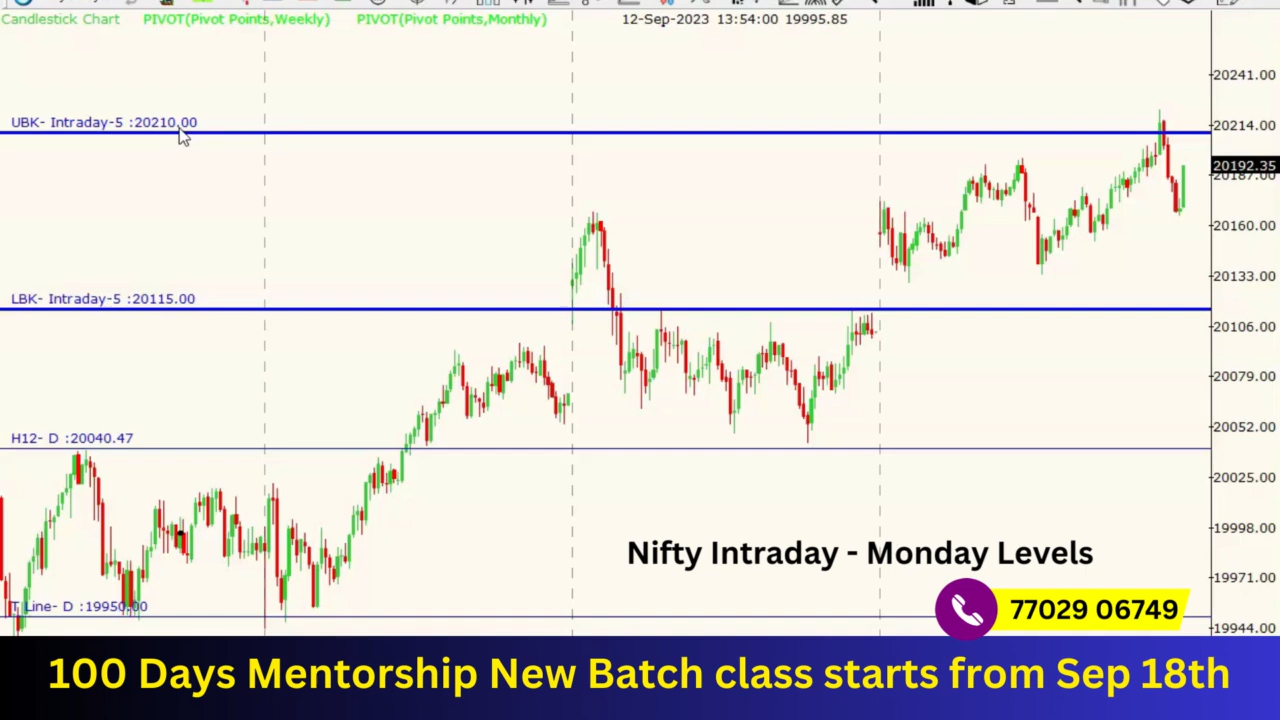 Candlestick Chart PIVOT(Pivot Points,Weekly) PIVOT(Pivot Points,Monthly) 12-Sep-2023 13:54:00 19995.85
20241.00
UBK- Intraday-5 :20210.00
20214.00
20192.35
20187.00
20160.00
20133.00
LBK- Intraday-5 :20115.00
20106.00
20079.00
H12- D :20040.47
20052.00
20025.00
19998.00
Nifty Intraday - Monday Levels
19971.00
T Line- D :19950.00
77029 06749
19944.00
100 Days Mentorship New Batch class starts from Sep 18th